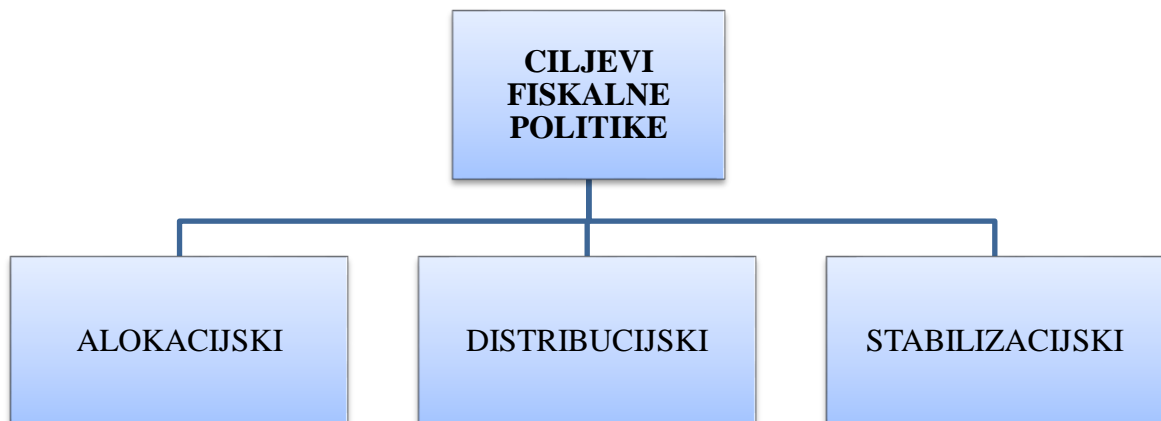 CILJEVI
FISKALNE
POLITIKE
ALOKACIJSKI
DISTRIBUCIJSKI
STABILIZACIJSKI